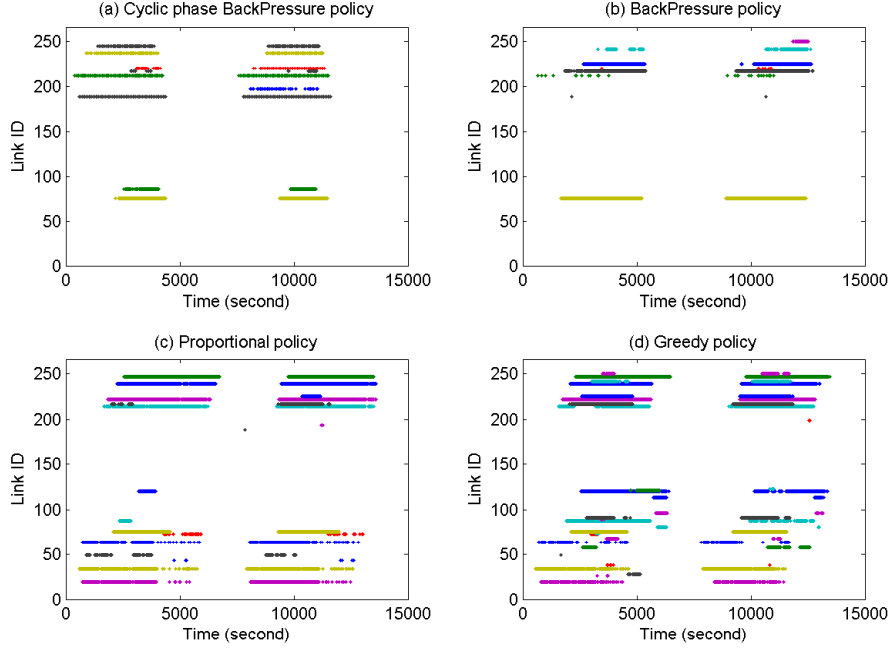 (a) Cyclic phase BackPressure policy
250
200
150
100
50
0
0 5000 10000 15000
Link ID
Time (second)
(b) BackPressure policy
250
200
150
100
50
0
0 5000 10000 15000
Link ID
Time (second)
(c) Proportional policy
250
200
150
100
50
0
0 5000 10000 15000
Link ID
Time (second)
(d) Greedy policy
250
200
150
100
50
0
0 5000 10000 15000
Link ID
Time (second)